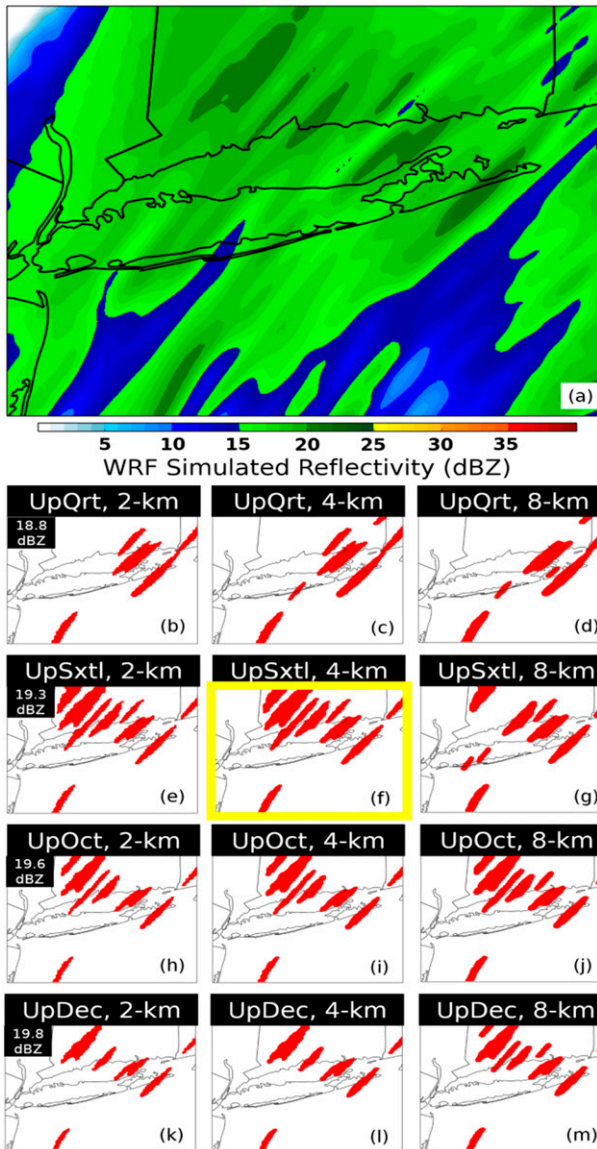 (a)
5 10 15 20 25 30 35
WRF Simulated Reflectivity (dBZ)
UpQrt, 2-km UpQrt, 4-km UpQrt, 8-km
18.8
dBZ
(b) (c) (d)
UpSxtl, 2-km UpSxtl, 4-km UpSxtl, 8-km
19.3
dBZ
(e) (f) (g)
UpOct, 2-km UpOct, 4-km UpOct, 8-km
19.6
dBZ
(h) (i) (j)
UpDec, 2-km UpDec, 4-km UpDec, 8-km
19.8
dBZ
(k) (l) (m)